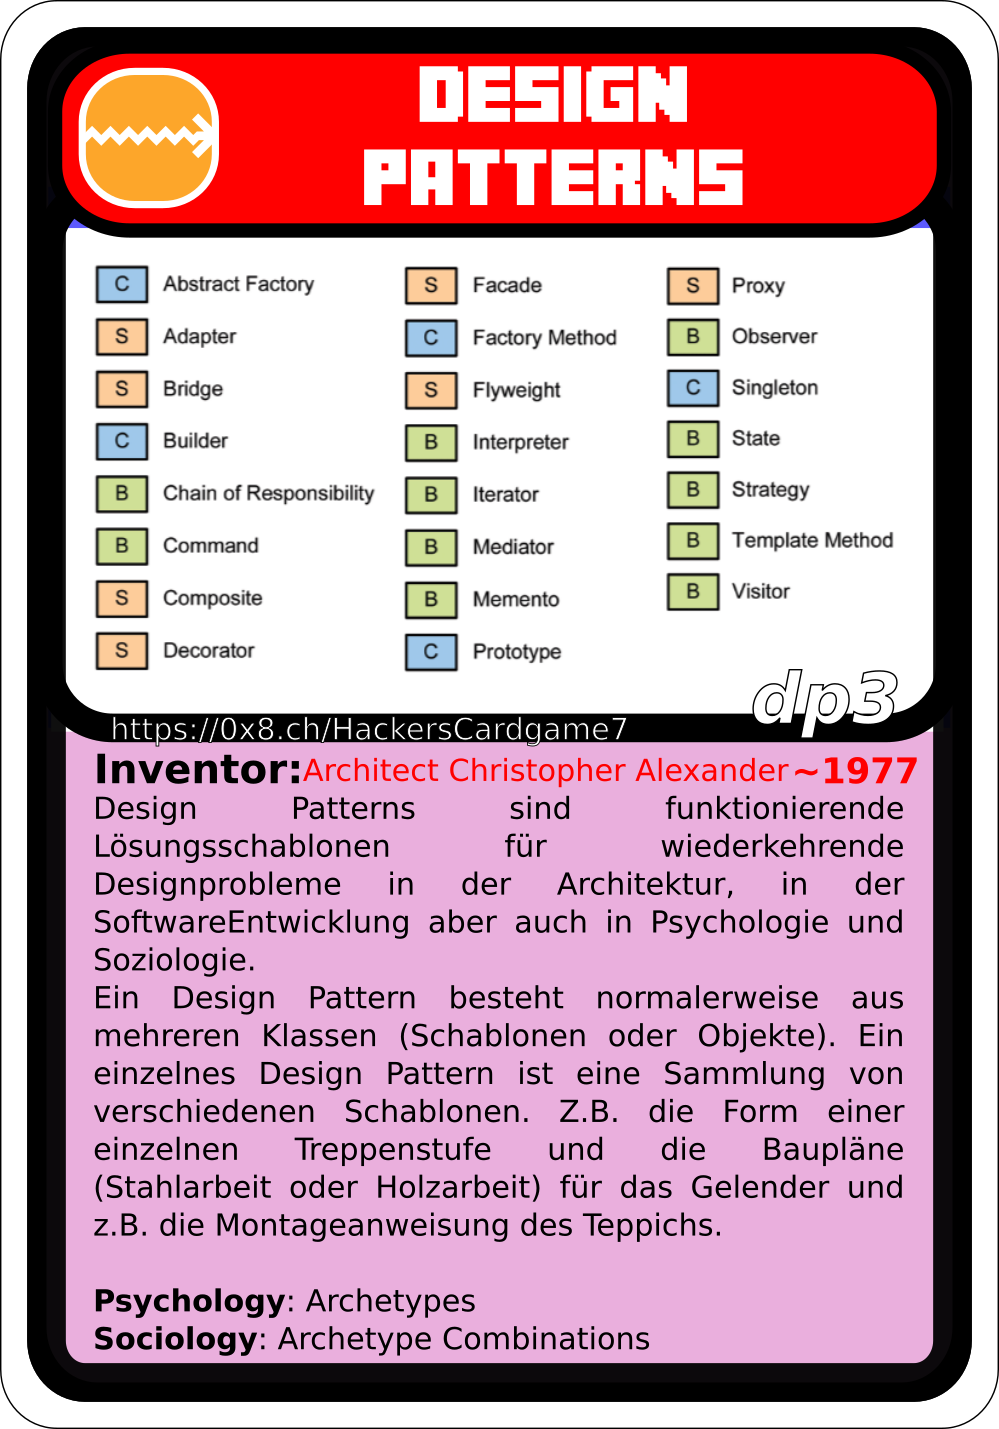 DESIGN
PATTERNS
C Abstract Factory
S Adapter
S Bridge
C Builder
B Chain of Responsibility
B Command
S Composite
S Decorator
S Facade
C Factory Method
S Flyweight
B Interpreter
B Iterator
B Mediator
B Memento
C Prototype
S Proxy
B Observer
C Singleton
B State
B Strategy
B Template Method
B Visitor
dp3
https://0x8.ch/HackersCardgame7
Inventor: Architect Christopher Alexander ~1977
Design Patterns sind funktionierende
Lösungsschablonen für wiederkehrende
Designprobleme in der Architektur, in der
SoftwareEntwicklung aber auch in Psychologie und
Soziologie.
Ein Design Pattern besteht normalerweise aus
mehreren Klassen (Schablonen oder Objekte). Ein
einzelnes Design Pattern ist eine Sammlung von
verschiedenen Schablonen. Z.B. die Form einer
einzelnen Treppenstufe und die Baupläne
(Stahlarbeit oder Holzarbeit) für das Gelender und
z.B. die Montageanweisung des Teppichs.
Psychology: Archetypes
Sociology: Archetype Combinations